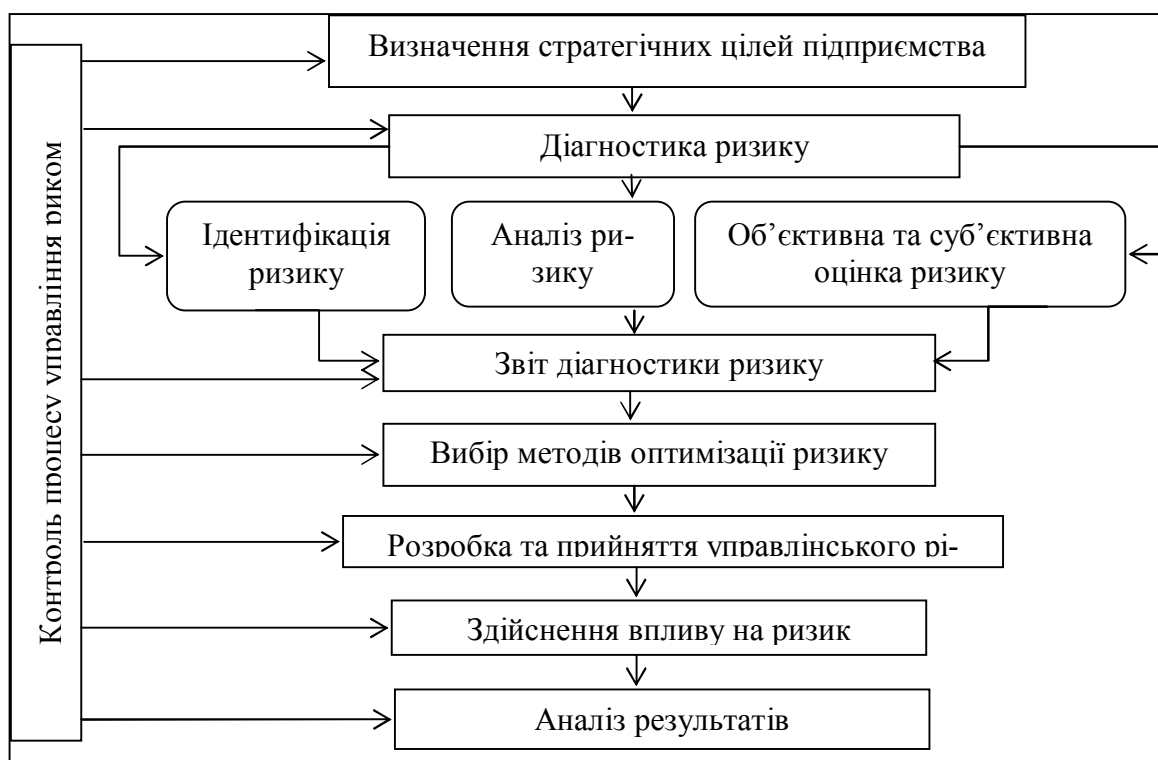 Контроль процесу управління риком
Визначення стратегічних цілей підприємства
Діагностика ризику
Ідентифікація
ризику
Аналіз ри-
зику
Об’єктивна та суб’єктивна
оцінка ризику
Звіт діагностики ризику
Вибір методів оптимізації ризику
Розробка та прийняття управлінського рі-
Здійснення впливу на ризик
Аналіз результатів